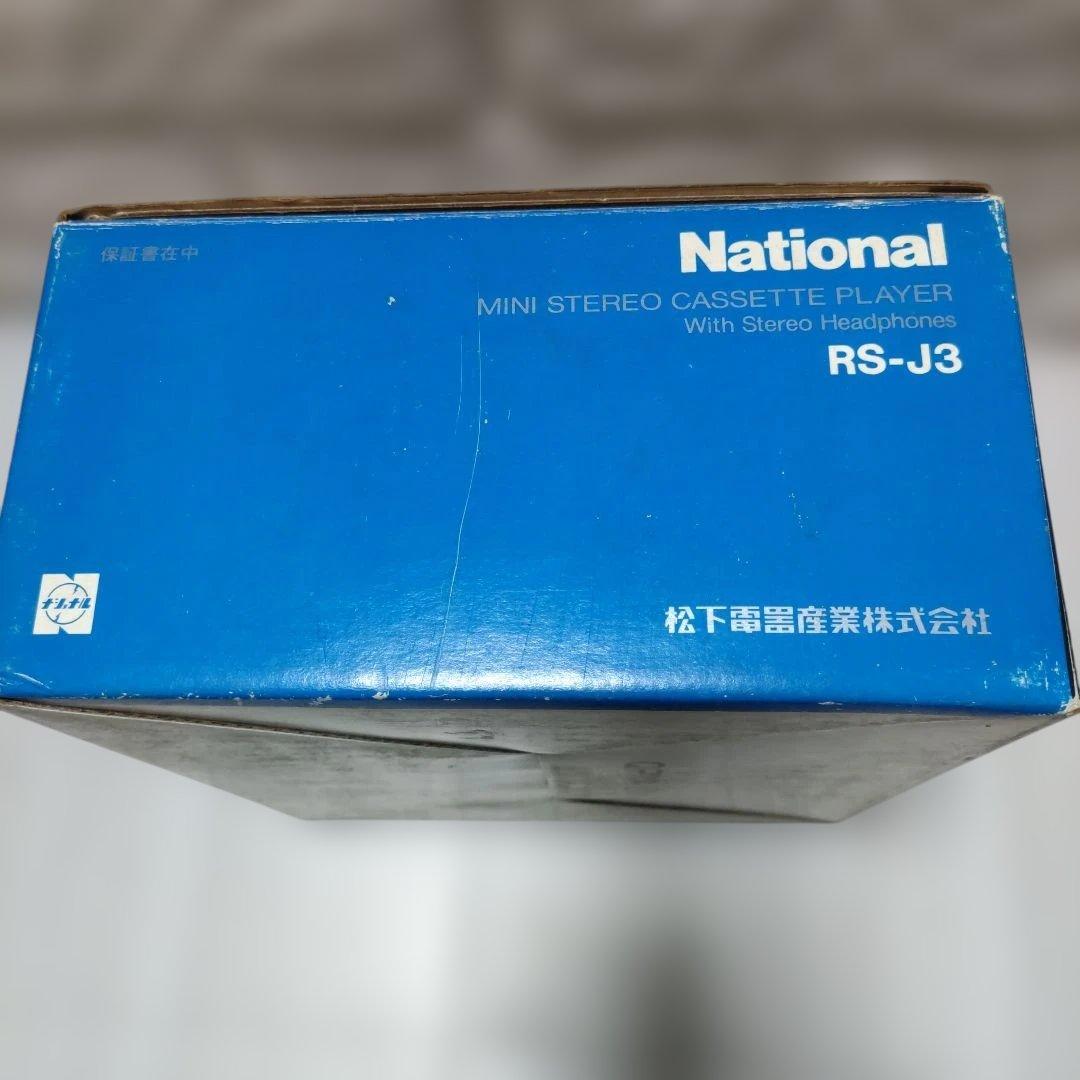 保証書在中
National
MINI STEREO CASSETTE PLAYER
With Stereo Headphones
RS-J3
ナショナル
松下電器産業株式会社